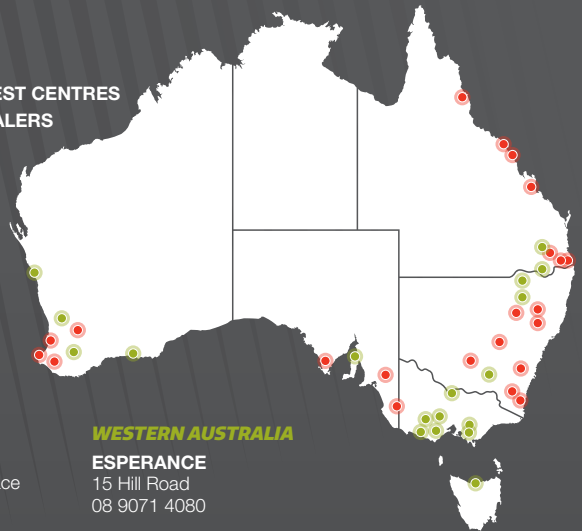 EST CENTRES
ALERS
WESTERN AUSTRALIA
ESPERANCE
15 Hill Road
08 9071 4080
ce